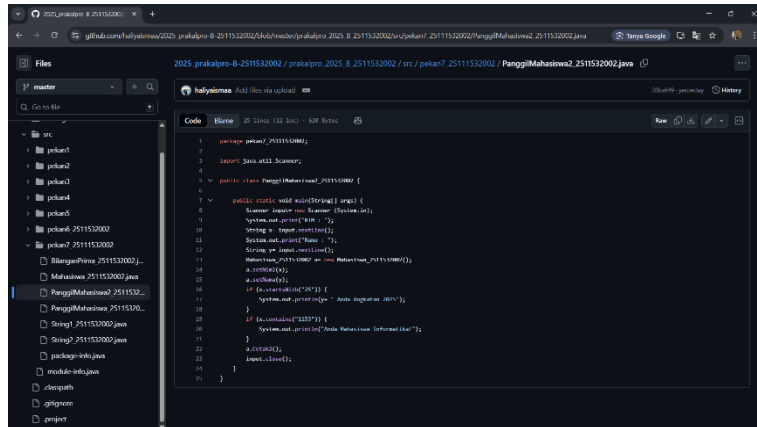 2025_prakalpro-B-2511532002
github.com/haliyaismaa/2025_prakalpro-B-2511532002/blob/master/prakalpro_2025_B_2511532002/src/pekan7_2511532002/PanggilMahasiswa2_2511532002.java
Tanya Google
Files
2025_prakalpro-B-2511532002 / prakalpro_2025_B_2511532002 / src / pekan7_2511532002 / PanggilMahasiswa2_2511532002.java
master
Go to file
haliyaismaa Add files via upload
yesterday
History
Code
Blame
25 lines (22 loc) · 620 Bytes
Raw
src
pekan1
pekan2
pekan3
pekan4
pekan5
pekan6_2511532002
pekan7_2511532002
BilanganPrima_2511532002.j...
Mahasiswa_2511532002.java
PanggilMahasiswa2_2511532...
PanggilMahasiswa_25115320...
String1_2511532002.java
String2_2511532002.java
package-info.java
module-info.java
.classpath
.gitignore
.project
1 package pekan7_2511532002;
2
3 import java.util.Scanner;
4
5 public class PanggilMahasiswa2_2511532002 {
6
7 public static void main(String[] args) {
8 Scanner input= new Scanner (System.in);
9 System.out.print("NIM : ");
10 String x= input.nextLine();
11 System.out.print("Nama : ");
12 String y= input.nextLine();
13 Mahasiswa_2511532002 a= new Mahasiswa_2511532002();
14 a.setNim2(x);
15 a.setNama(y);
16 if (x.startsWith("25")) {
17 System.out.println(y+ " Anda Angkatan 2025");
18 }
19 if (x.contains("1153")) {
20 System.out.println("Anda Mahasiswa Informatika!");
21 }
22 a.Cetak2();
23 input.close();
24 }
25 }